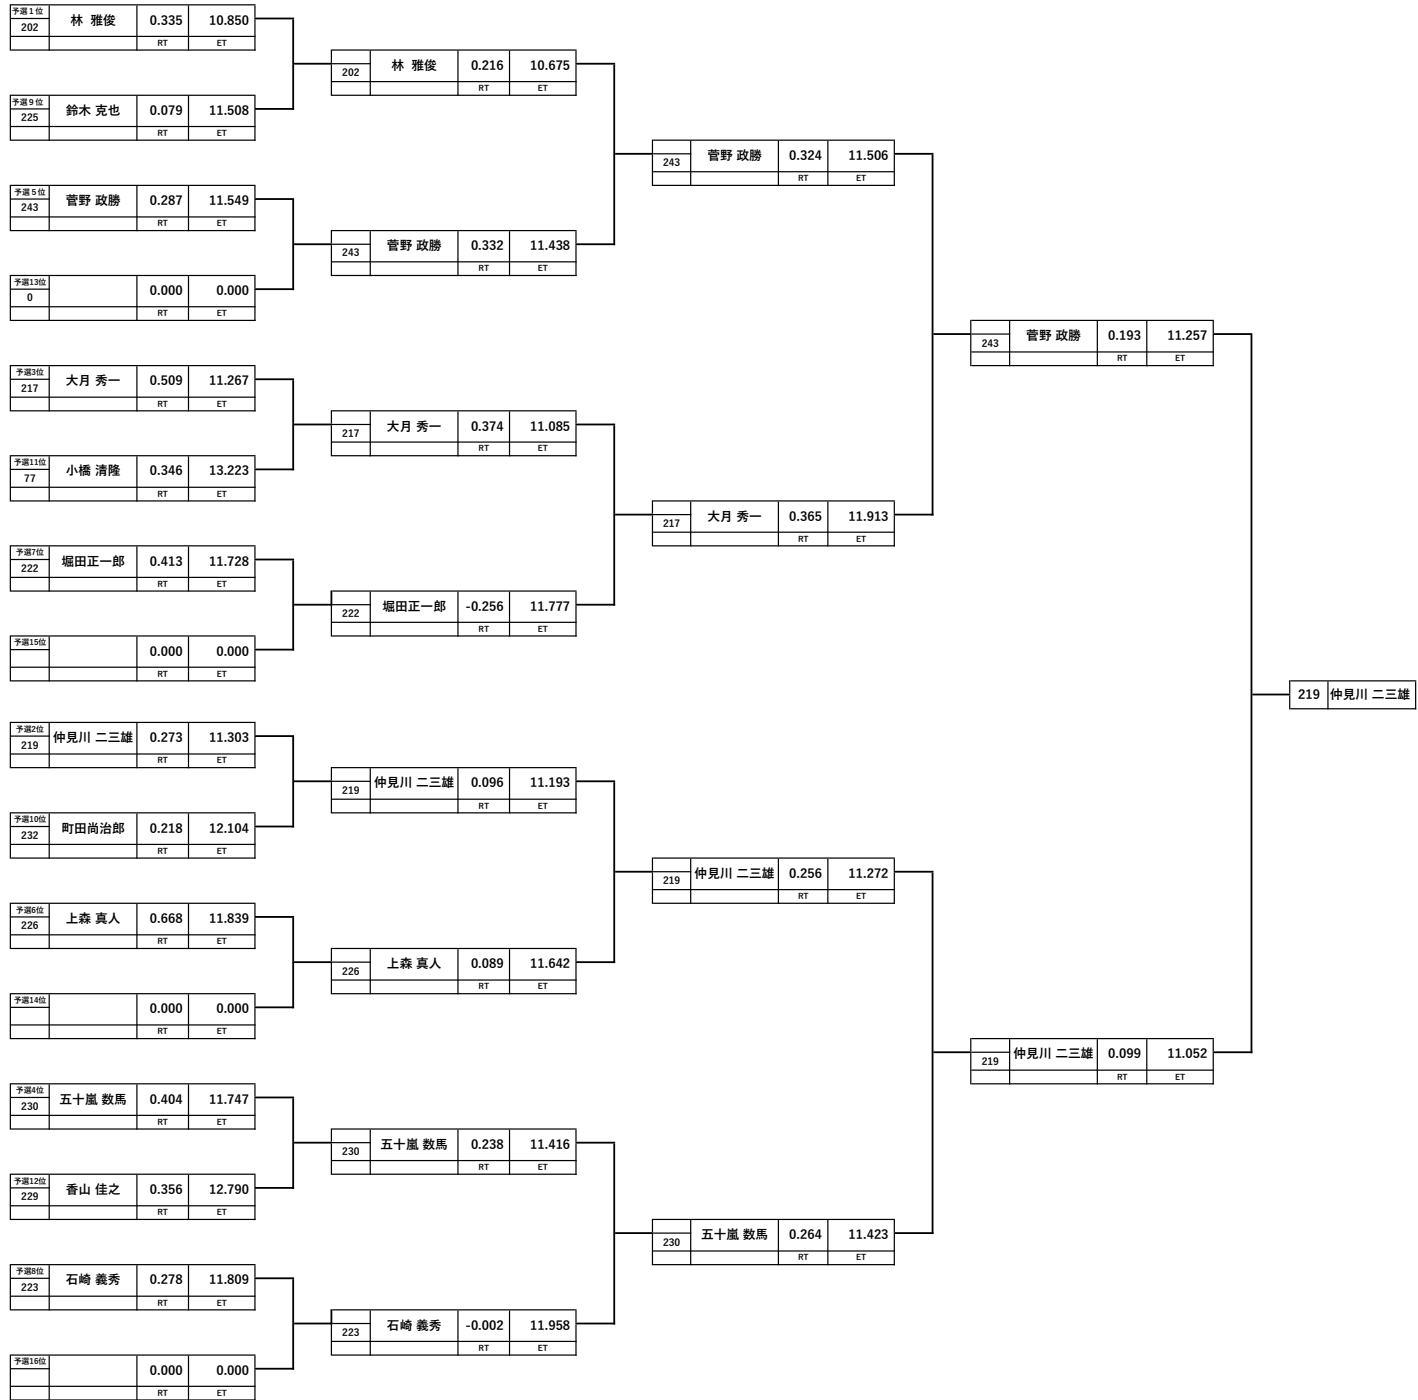 予選１位
202
林 雅俊 0.335 10.850
RT ET
予選９位
225
鈴木 克也 0.079 11.508
RT ET
予選５位
243
菅野 政勝 0.287 11.549
RT ET
予選13位
0
0.000 0.000
RT ET
予選3位
217
大月 秀一 0.509 11.267
RT ET
予選11位
77
小橋 清隆 0.346 13.223
RT ET
予選7位
222
堀田正一郎 0.413 11.728
RT ET
予選15位
0.000 0.000
RT ET
予選2位
219
仲見川 二三雄 0.273 11.303
RT ET
予選10位
232
町田尚治郎 0.218 12.104
RT ET
予選6位
226
上森 真人 0.668 11.839
RT ET
予選14位
0.000 0.000
RT ET
予選4位
230
五十嵐 数馬 0.404 11.747
RT ET
予選12位
229
香山 佳之 0.356 12.790
RT ET
予選8位
223
石崎 義秀 0.278 11.809
RT ET
予選16位
0.000 0.000
RT ET
202 林 雅俊 0.216 10.675
RT ET
243 菅野 政勝 0.332 11.438
RT ET
217 大月 秀一 0.374 11.085
RT ET
222 堀田正一郎 -0.256 11.777
RT ET
219 仲見川 二三雄 0.096 11.193
RT ET
226 上森 真人 0.089 11.642
RT ET
230 五十嵐 数馬 0.238 11.416
RT ET
223 石崎 義秀 -0.002 11.958
RT ET
243 菅野 政勝 0.324 11.506
RT ET
217 大月 秀一 0.365 11.913
RT ET
219 仲見川 二三雄 0.256 11.272
RT ET
230 五十嵐 数馬 0.264 11.423
RT ET
243 菅野 政勝 0.193 11.257
RT ET
219 仲見川 二三雄 0.099 11.052
RT ET
219 仲見川 二三雄